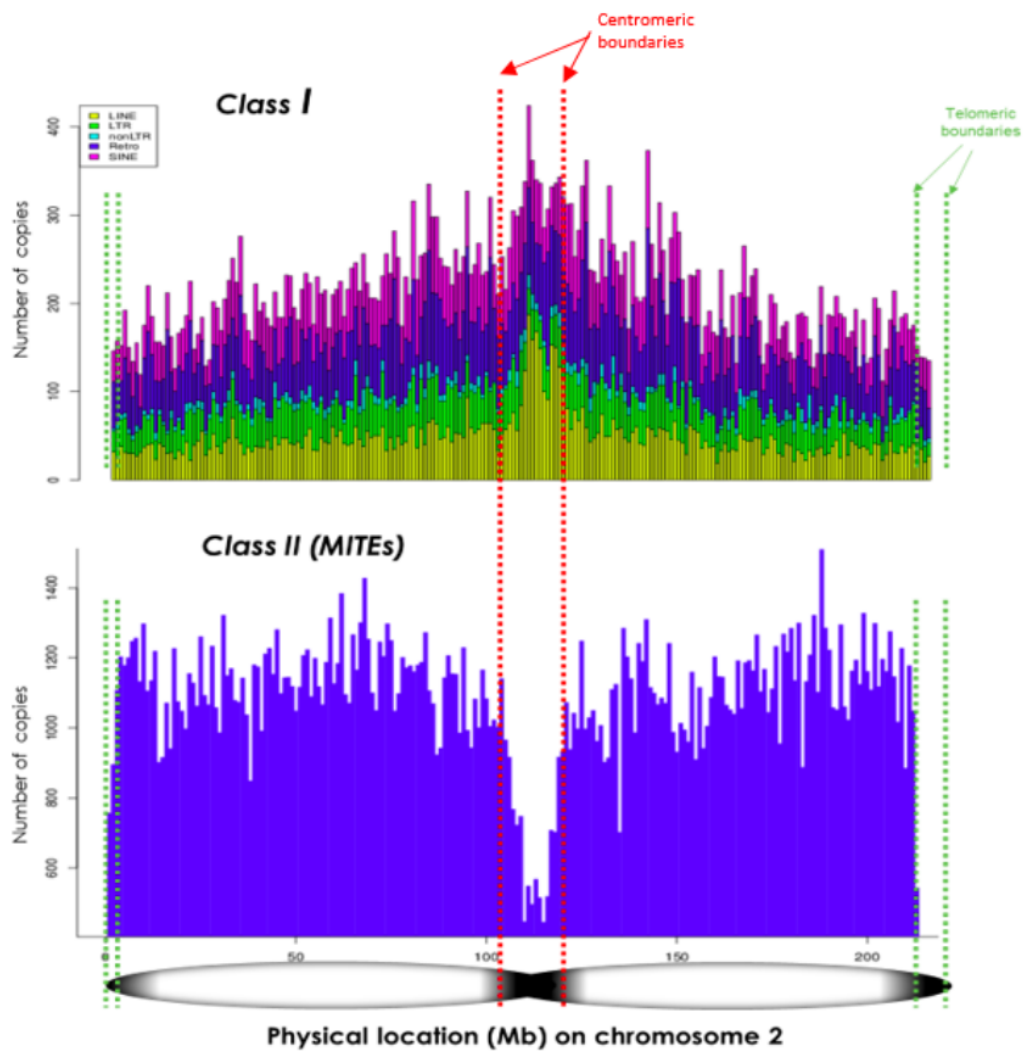 Centromeric
boundaries
Class I
LINE
LTR
nonLTR
Retro
SINE
Telomeric
boundaries
400
300
200
100
0
Number of copies
Class II (MITEs)
1400
1200
1000
800
600
Number of copies
0
50
100
150
200
Physical location (Mb) on chromosome 2